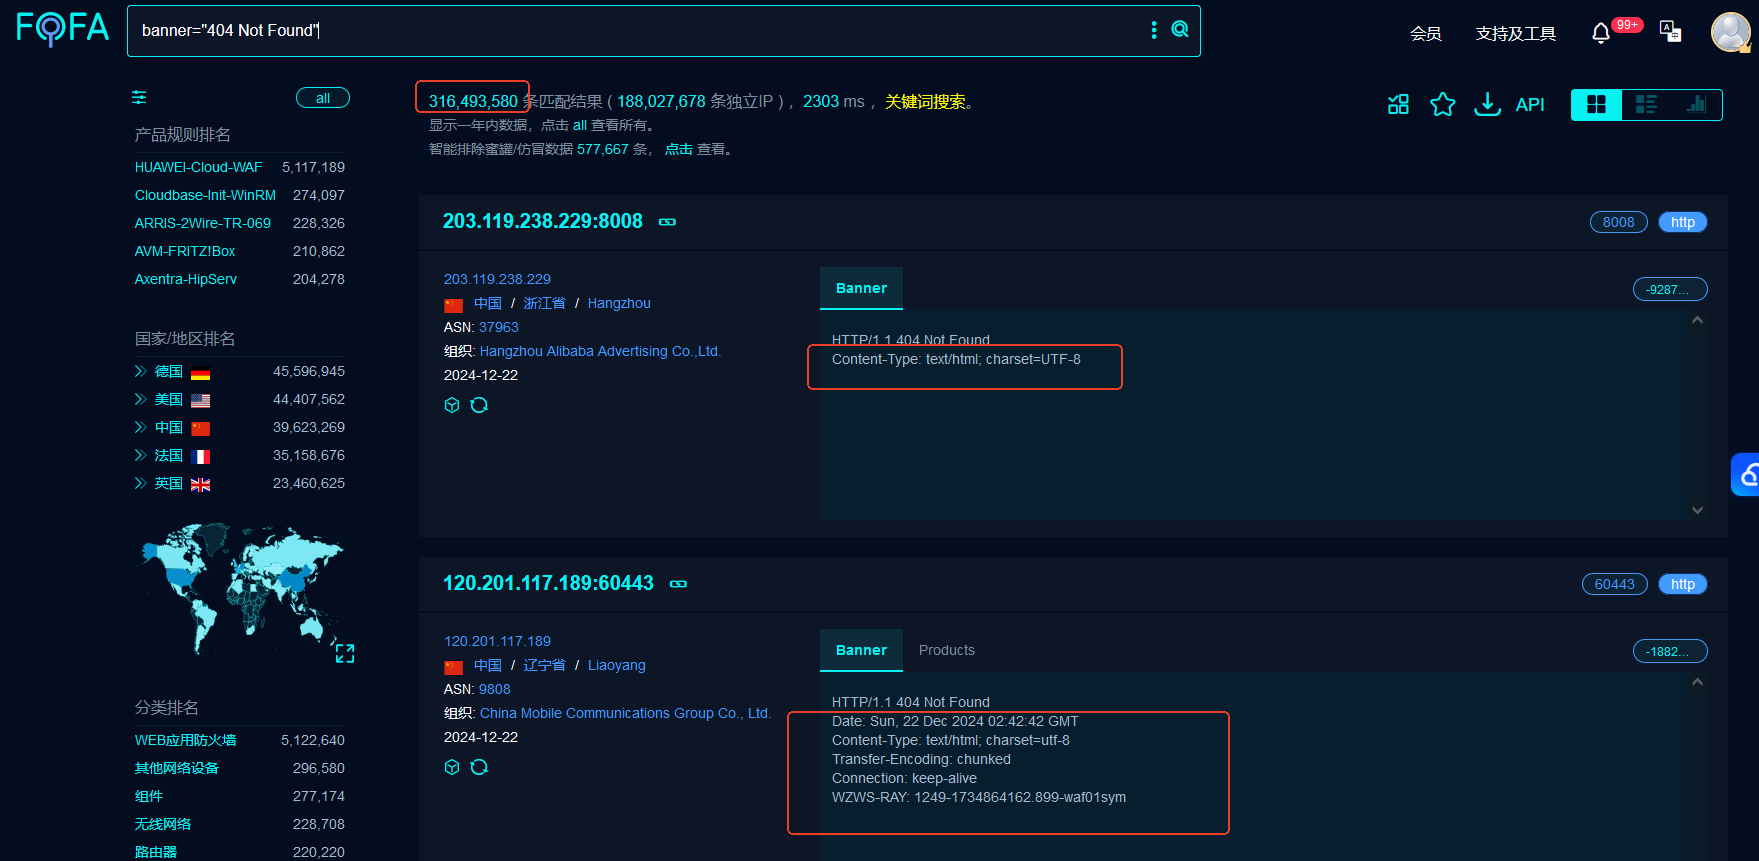 FOFA
banner="404 Not Found"
会员
支持及工具
99+
all
316,493,580 条匹配结果 ( 188,027,678 条独立IP ) ，2303 ms ，关键词搜索。
显示一年内数据，点击 all 查看所有。
智能排除蜜罐/仿冒数据 577,667 条， 点击 查看。
API
产品规则排名
HUAWEI-Cloud-WAF 5,117,189
Cloudbase-Init-WinRM 274,097
ARRIS-2Wire-TR-069 228,326
AVM-FRITZ!Box 210,862
Axentra-HipServ 204,278
国家/地区排名
德国 45,596,945
美国 44,407,562
中国 39,623,269
法国 35,158,676
英国 23,460,625
分类排名
WEB应用防火墙 5,122,640
其他网络设备 296,580
组件 277,174
无线网络 228,708
路由器 220,220
203.119.238.229:8008
8008
http
203.119.238.229
中国 / 浙江省 / Hangzhou
ASN: 37963
组织: Hangzhou Alibaba Advertising Co.,Ltd.
2024-12-22
Banner
-9287...
HTTP/1.1 404 Not Found
Content-Type: text/html; charset=UTF-8
120.201.117.189:60443
60443
http
120.201.117.189
中国 / 辽宁省 / Liaoyang
ASN: 9808
组织: China Mobile Communications Group Co., Ltd.
2024-12-22
Banner
Products
-1882...
HTTP/1.1 404 Not Found
Date: Sun, 22 Dec 2024 02:42:42 GMT
Content-Type: text/html; charset=utf-8
Transfer-Encoding: chunked
Connection: keep-alive
WZWS-RAY: 1249-1734864162.899-waf01sym